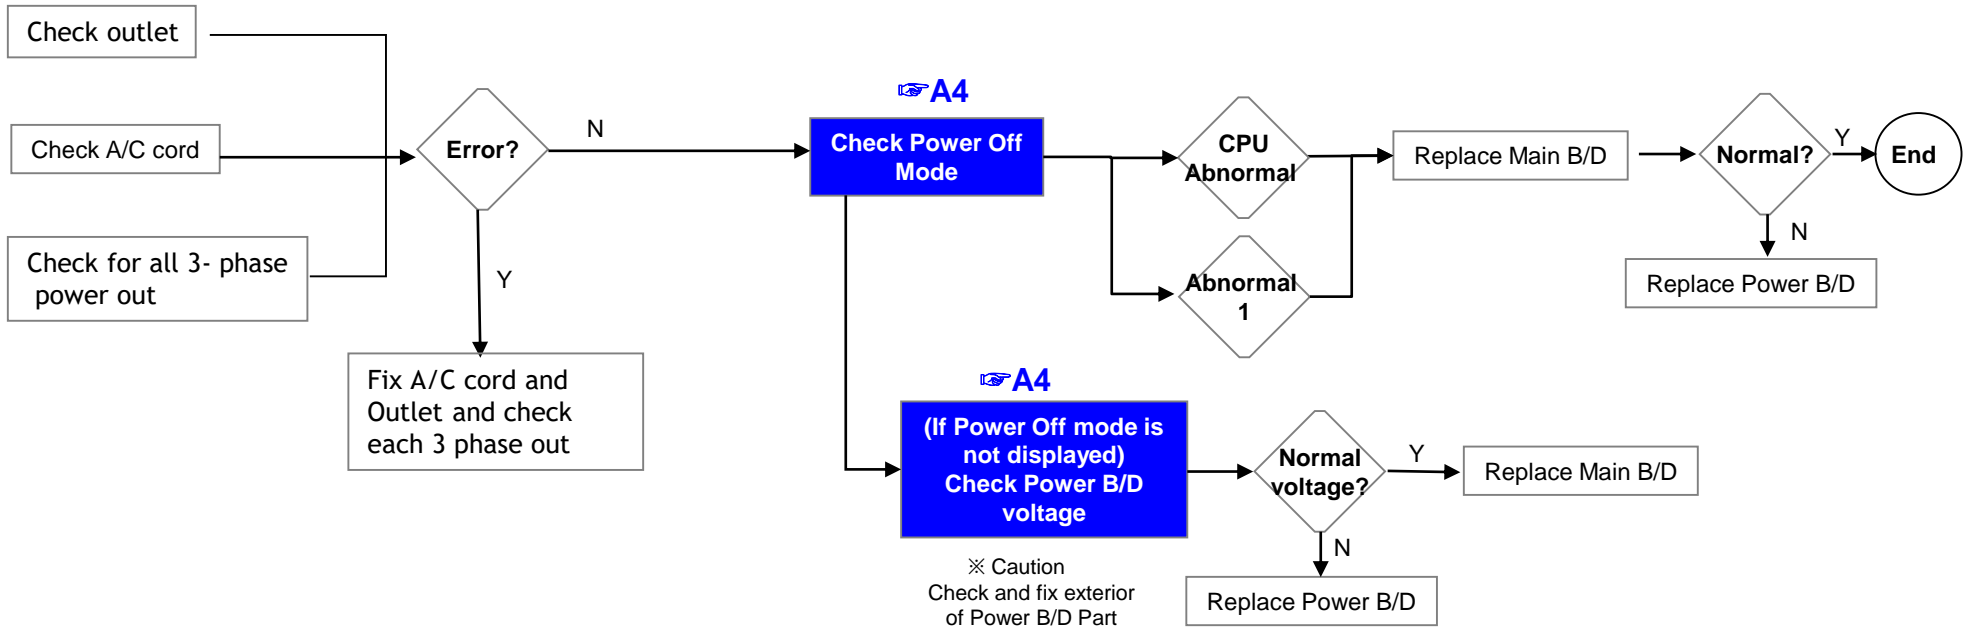 Check outlet
Check A/C cord
Check for all 3- phase
power out
Error?
N
Y
Fix A/C cord and
Outlet and check
each 3 phase out
☞A4
Check Power Off
Mode
CPU
Abnormal
Abnormal
1
Replace Main B/D
Normal?
Y
End
N
Replace Power B/D
☞A4
(If Power Off mode is
not displayed)
Check Power B/D
voltage
※ Caution
Check and fix exterior
of Power B/D Part
Normal
voltage?
Y
Replace Main B/D
N
Replace Power B/D